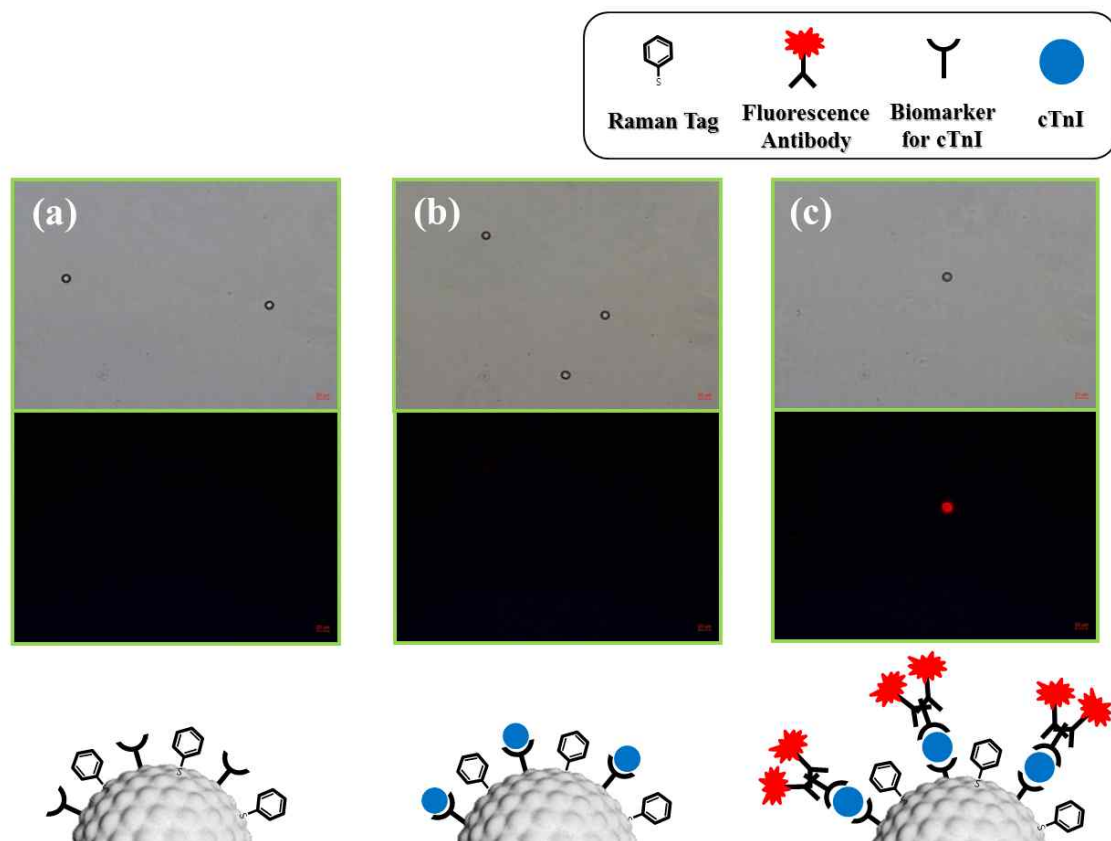 S
Raman Tag
Fluorescence
Antibody
Biomarker
for cTnI
cTnI
(a)
(b)
(c)
S
S
S
S